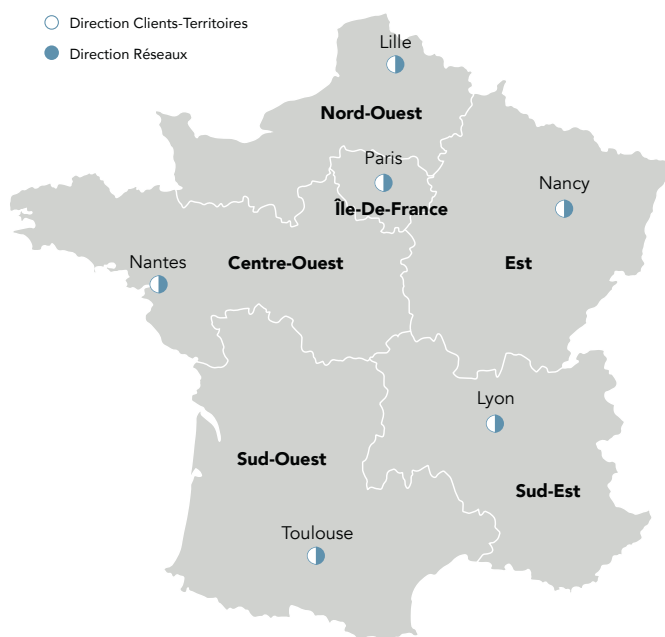 Direction Clients-Territoires
Direction Réseaux
Lille
Nord-Ouest
Paris
Île-De-France
Nancy
Est
Nantes
Centre-Ouest
Lyon
Sud-Est
Sud-Ouest
Toulouse